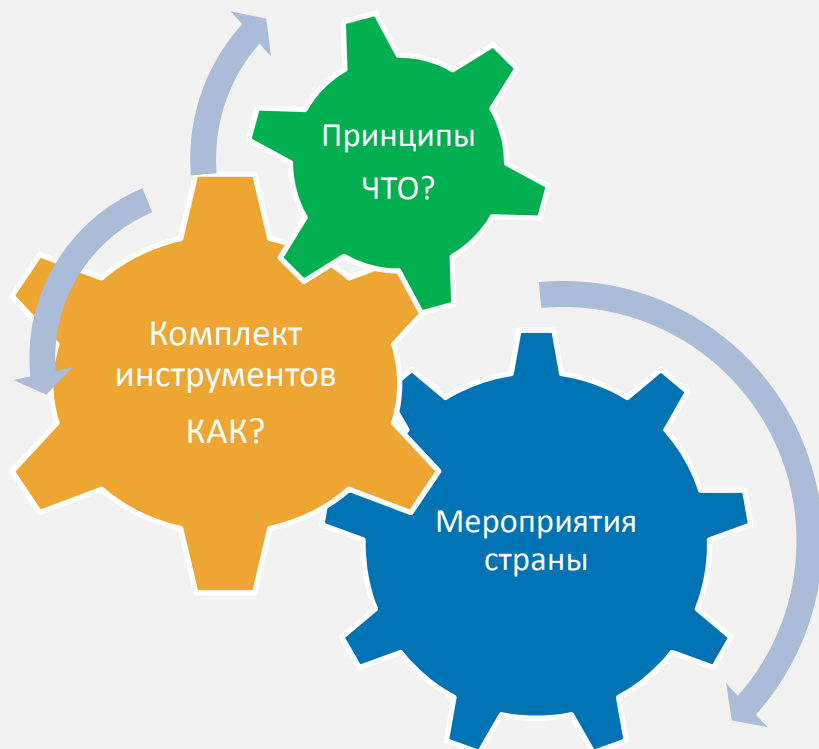 Принципы
ЧТО?
Комплект
инструментов
КАК?
Мероприятия
страны